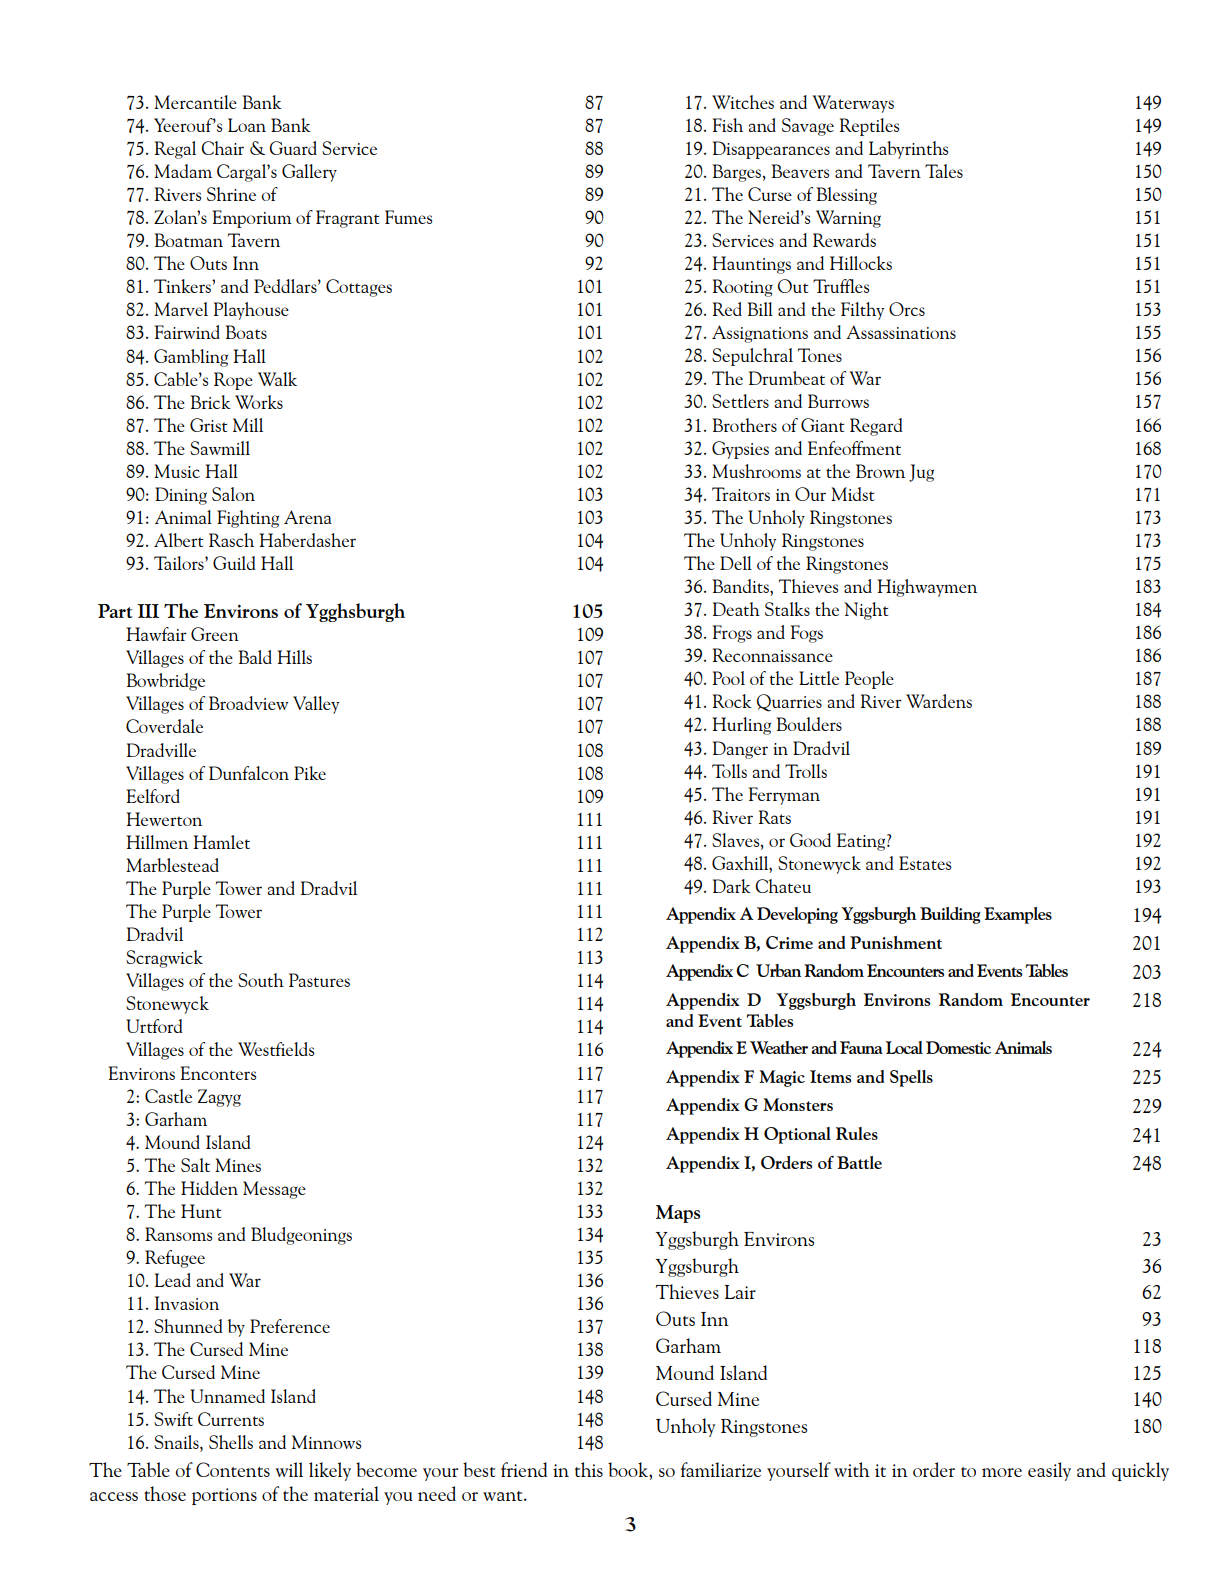 73. Mercantile Bank 87
74. Yeerouf's Loan Bank 87
75. Regal Chair & Guard Service 88
76. Madam Cargal's Gallery 89
77. Rivers Shrine of 89
78. Zolan's Emporium of Fragrant Fumes 90
79. Boatman Tavern 90
80. The Outs Inn 92
81. Tinkers' and Peddlars' Cottages 101
82. Marvel Playhouse 101
83. Fairwind Boats 101
84. Gambling Hall 102
85. Cable's Rope Walk 102
86. The Brick Works 102
87. The Grist Mill 102
88. The Sawmill 102
89. Music Hall 102
90: Dining Salon 103
91: Animal Fighting Arena 103
92. Albert Rasch Haberdasher 104
93. Tailors' Guild Hall 104
Part III The Environs of Ygghsburgh 105
Hawfair Green 109
Villages of the Bald Hills 107
Bowbridge 107
Villages of Broadview Valley 107
Coverdale 107
Dradville 108
Villages of Dunfalcon Pike 108
Eelford 109
Hewerton 111
Hillmen Hamlet 111
Marblestead 111
The Purple Tower and Dradvil 111
The Purple Tower 111
Dradvil 112
Scragwick 113
Villages of the South Pastures 114
Stonewyck 114
Urtford 114
Villages of the Westfields 116
Environs Enconters 117
2: Castle Zagyg 117
3: Garham 117
4. Mound Island 124
5. The Salt Mines 132
6. The Hidden Message 132
7. The Hunt 133
8. Ransoms and Bludgeonings 134
9. Refugee 135
10. Lead and War 136
11. Invasion 136
12. Shunned by Preference 137
13. The Cursed Mine 138
The Cursed Mine 139
14. The Unnamed Island 148
15. Swift Currents 148
16. Snails, Shells and Minnows 148
17. Witches and Waterways 149
18. Fish and Savage Reptiles 149
19. Disappearances and Labyrinths 149
20. Barges, Beavers and Tavern Tales 150
21. The Curse of Blessing 150
22. The Nereid's Warning 151
23. Services and Rewards 151
24. Hauntings and Hillocks 151
25. Rooting Out Truffles 151
26. Red Bill and the Filthy Orcs 153
27. Assignations and Assassinations 155
28. Sepulchral Tones 156
29. The Drumbeat of War 156
30. Settlers and Burrows 157
31. Brothers of Giant Regard 166
32. Gypsies and Enfeoffment 168
33. Mushrooms at the Brown Jug 170
34. Traitors in Our Midst 171
35. The Unholy Ringstones 173
The Unholy Ringstones 173
The Dell of the Ringstones 175
36. Bandits, Thieves and Highwaymen 183
37. Death Stalks the Night 184
38. Frogs and Fogs 186
39. Reconnaissance 186
40. Pool of the Little People 187
41. Rock Quarries and River Wardens 188
42. Hurling Boulders 188
43. Danger in Dradvil 189
44. Tolls and Trolls 191
45. The Ferryman 191
46. River Rats 191
47. Slaves, or Good Eating? 192
48. Gaxhill, Stonewyck and Estates 192
49. Dark Chateu 193
Appendix A Developing Yggsburgh Building Examples 194
Appendix B, Crime and Punishment 201
Appendix C Urban Random Encounters and Events Tables 203
Appendix D Yggsburgh Environs Random Encounter 218
and Event Tables
Appendix E Weather and Fauna Local Domestic Animals 224
Appendix F Magic Items and Spells 225
Appendix G Monsters 229
Appendix H Optional Rules 241
Appendix I, Orders of Battle 248
Maps
Yggsburgh Environs 23
Yggsburgh 36
Thieves Lair 62
Outs Inn 93
Garham 118
Mound Island 125
Cursed Mine 140
Unholy Ringstones 180
The Table of Contents will likely become your best friend in this book, so familiarize yourself with it in order to more easily and quickly
access those portions of the material you need or want.
3